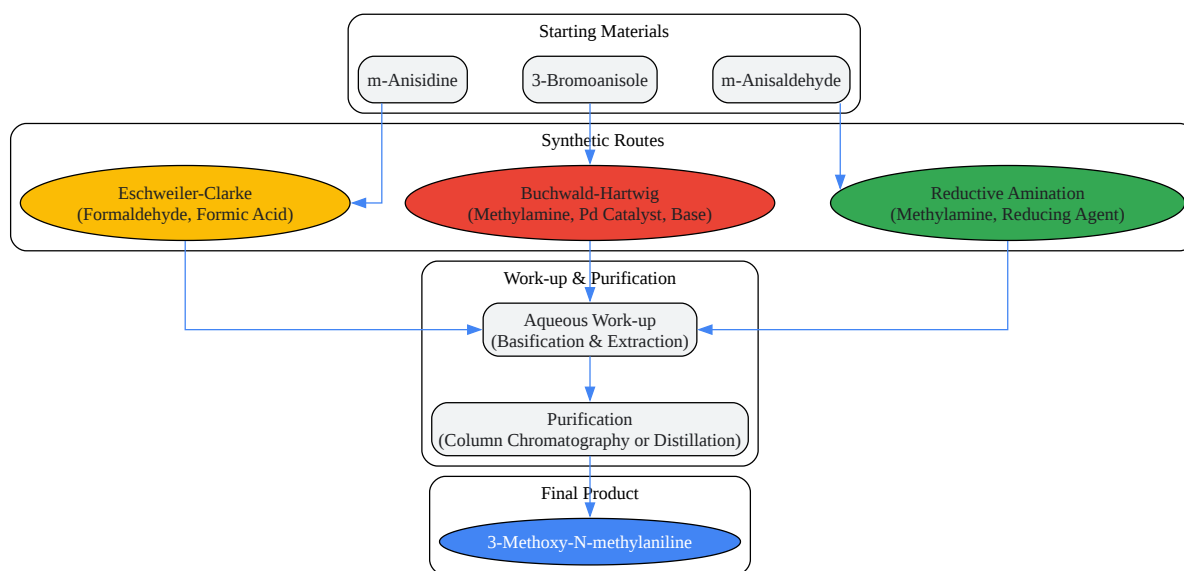 Starting Materials
m-Anisidine
3-Bromoanisole
m-Anisaldehyde
Synthetic Routes
Eschweiler-Clarke
(Formaldehyde, Formic Acid)
Buchwald-Hartwig
(Methylamine, Pd Catalyst, Base)
Reductive Amination
(Methylamine, Reducing Agent)
Work-up & Purification
Aqueous Work-up
(Basification & Extraction)
Purification
(Column Chromatography or Distillation)
Final Product
3-Methoxy-N-methylaniline